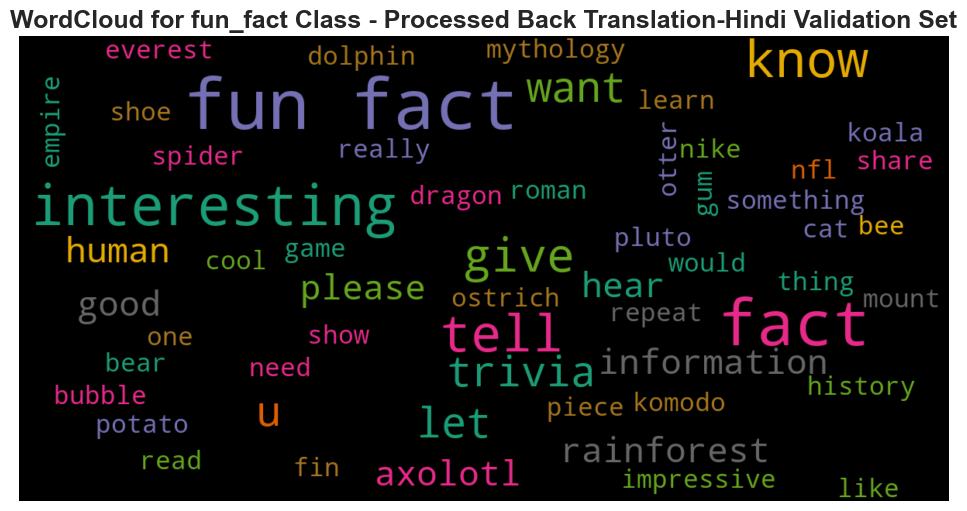 WordCloud for fun_fact Class - Processed Back Translation-Hindi Validation Set
everest
dolphin
mythology
know
empire
shoe
fun fact
want
learn
spider
really
otter
nike
koala
nfl
share
interesting
dragon
roman
gum
something
human
cool
game
give
pluto
cat
bee
would
good
please
ostrich
hear
thing
mount
repeat
fact
one
show
tell
bear
need
trivia
information
bubble
history
potato
u
let
piece
komodo
read
fin
axolotl
rainforest
impressive
like